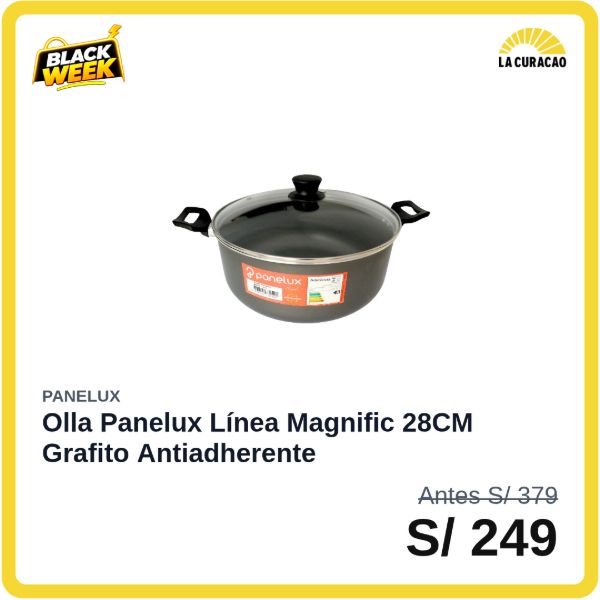 BLACK
WEEK
LA CURACAO
panelux
PANELUX
Olla Panelux Línea Magnific 28CM
Grafito Antiadherente
Antes S/ 379
S/ 249